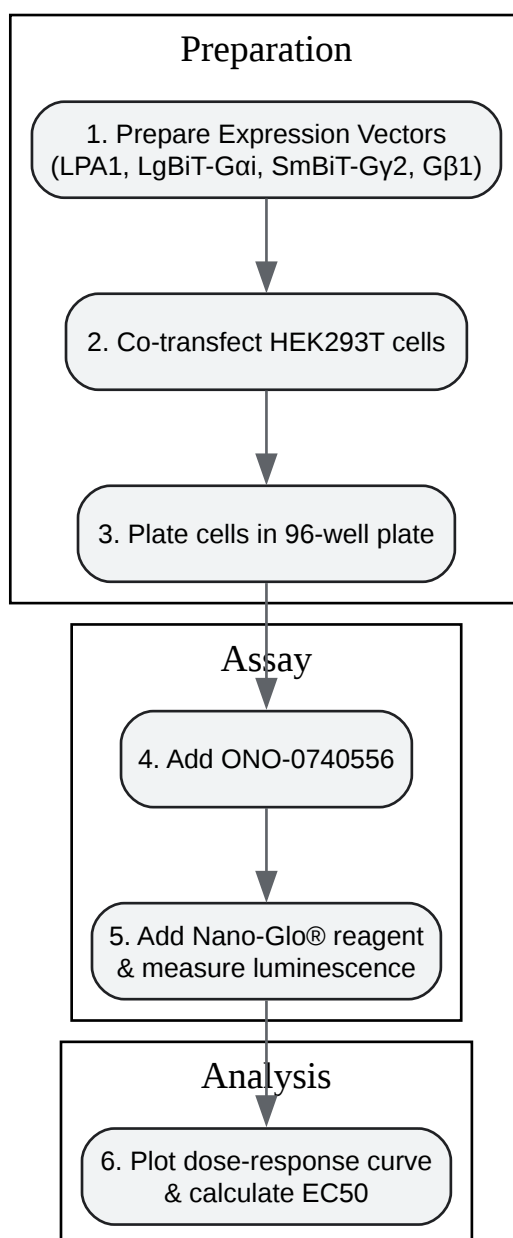 Preparation
1. Prepare Expression Vectors
(LPA1, LgBiT-Gαi, SmBiT-Gγ2, Gβ1)
2. Co-transfect HEK293T cells
3. Plate cells in 96-well plate
Assay
4. Add ONO-0740556
5. Add Nano-Glo® reagent
& measure luminescence
Analysis
6. Plot dose-response curve
& calculate EC50